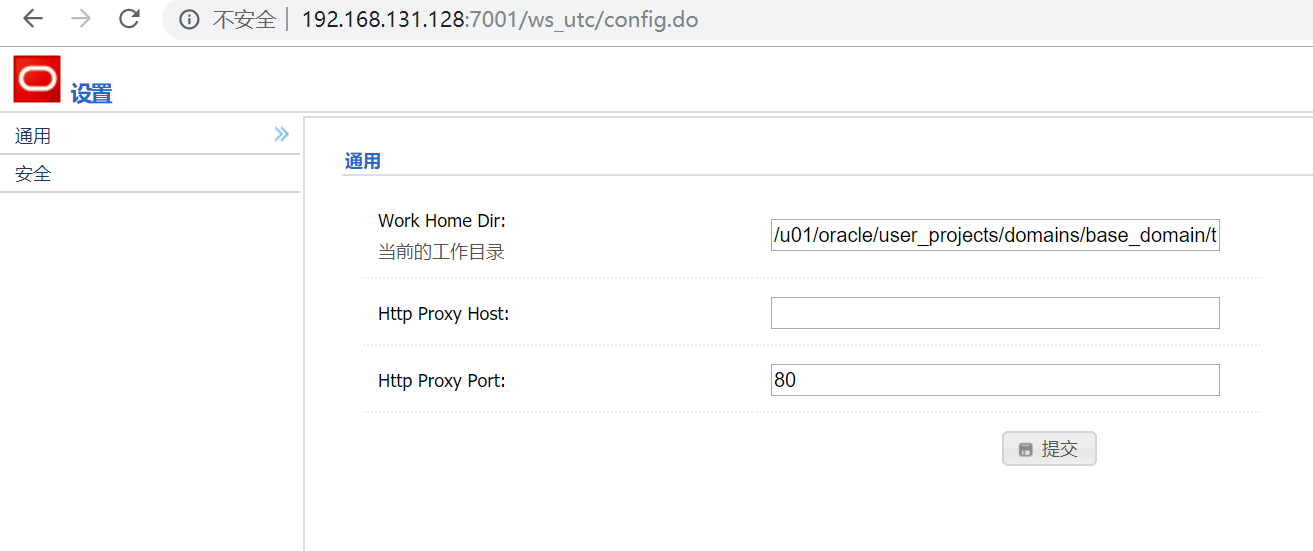 不安全 192.168.131.128:7001/ws_utc/config.do
设置
通用
安全
通用
Work Home Dir:
当前的工作目录
/u01/oracle/user_projects/domains/base_domain/t
Http Proxy Host:
Http Proxy Port:
80
提交